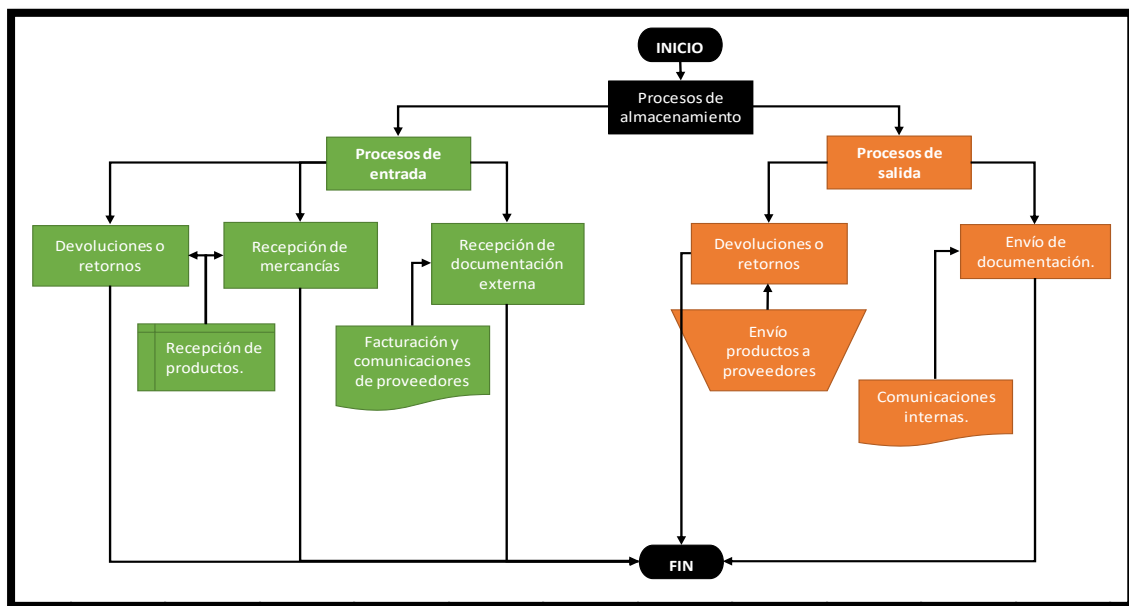 INICIO
Procesos de
almacenamiento
Procesos de
entrada
Procesos de
salida
Devoluciones o
retornos
Recepción de
mercancías
Recepción de
documentación
externa
Devoluciones o
retornos
Envío de
documentación.
Recepción de
productos.
Facturación y
comunicaciones
de proveedores
Envío
productos a
proveedores
Comunicaciones
internas.
FIN